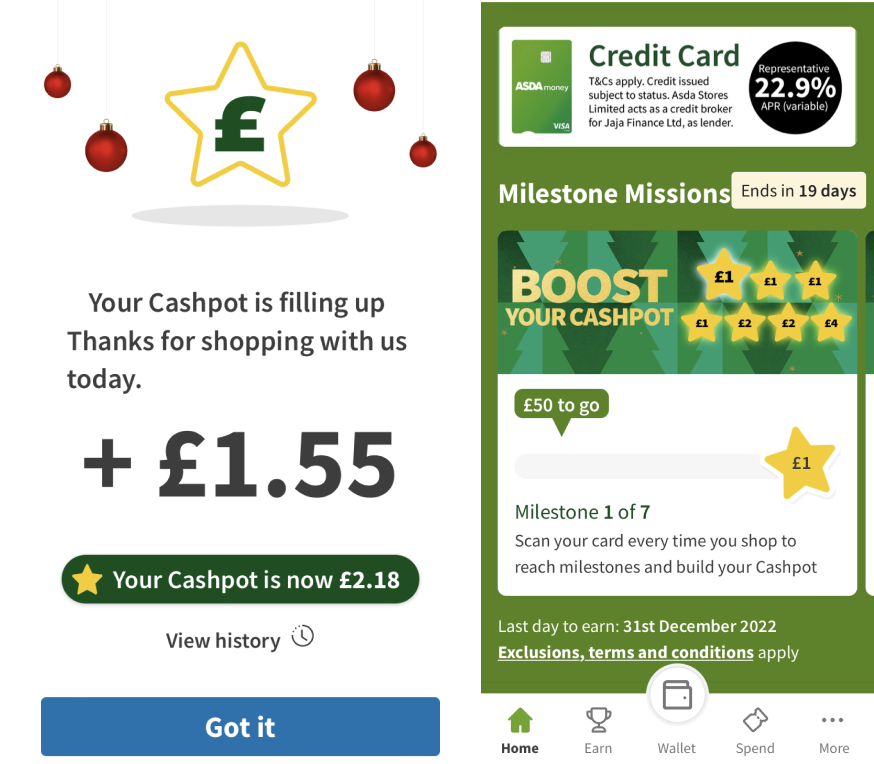 £
Your Cashpot is filling up
Thanks for shopping with us
today.
+ £1.55
Your Cashpot is now £2.18
View history
Got it
ASDA money
VISA
Credit Card
T&Cs apply. Credit issued
subject to status. Asda Stores
Limited acts as a credit broker
for Jaja Finance Ltd, as lender.
Representative
22.9%
APR (variable)
Milestone Missions
Ends in 19 days
BOOST
YOUR CASHPOT
£1 £1 £1
£1 £2 £2 £4
£50 to go
£1
Milestone 1 of 7
Scan your card every time you shop to
reach milestones and build your Cashpot
Last day to earn: 31st December 2022
Exclusions, terms and conditions apply
Home Earn Wallet Spend More